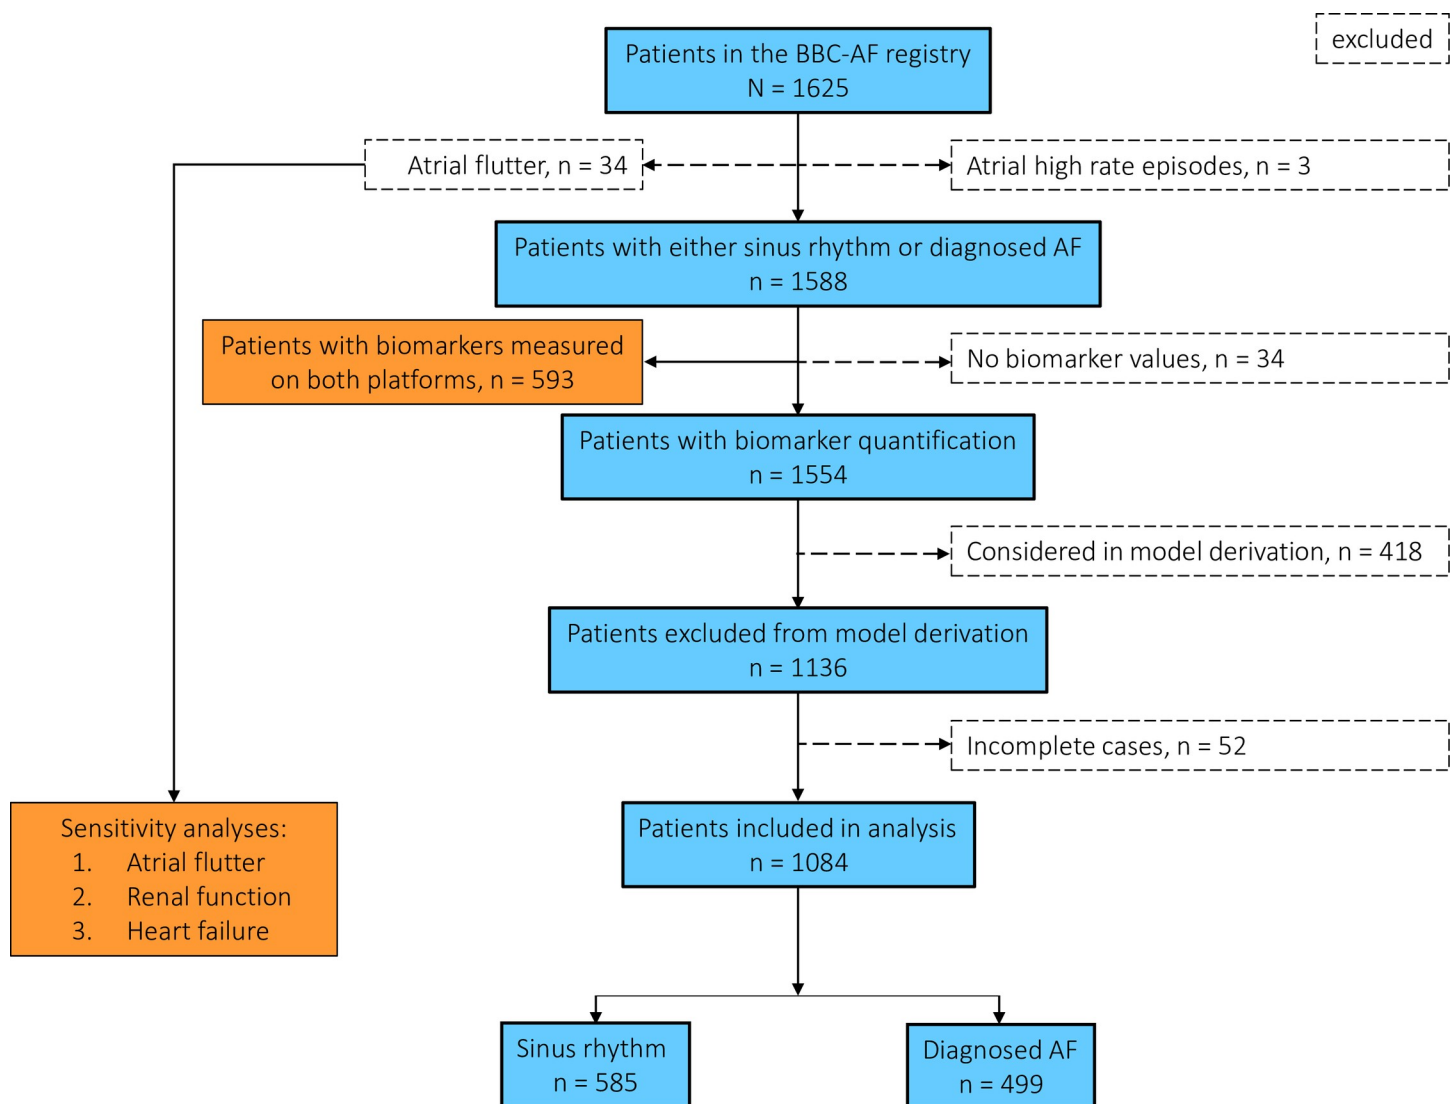 excluded
Patients in the BBC-AF registry
N = 1625
Atrial flutter, n = 34
Atrial high rate episodes, n = 3
Patients with either sinus rhythm or diagnosed AF
n = 1588
Patients with biomarkers measured
on both platforms, n = 593
No biomarker values, n = 34
Patients with biomarker quantification
n = 1554
Considered in model derivation, n = 418
Patients excluded from model derivation
n = 1136
Incomplete cases, n = 52
Sensitivity analyses:
1. Atrial flutter
2. Renal function
3. Heart failure
Patients included in analysis
n = 1084
Sinus rhythm
n = 585
Diagnosed AF
n = 499